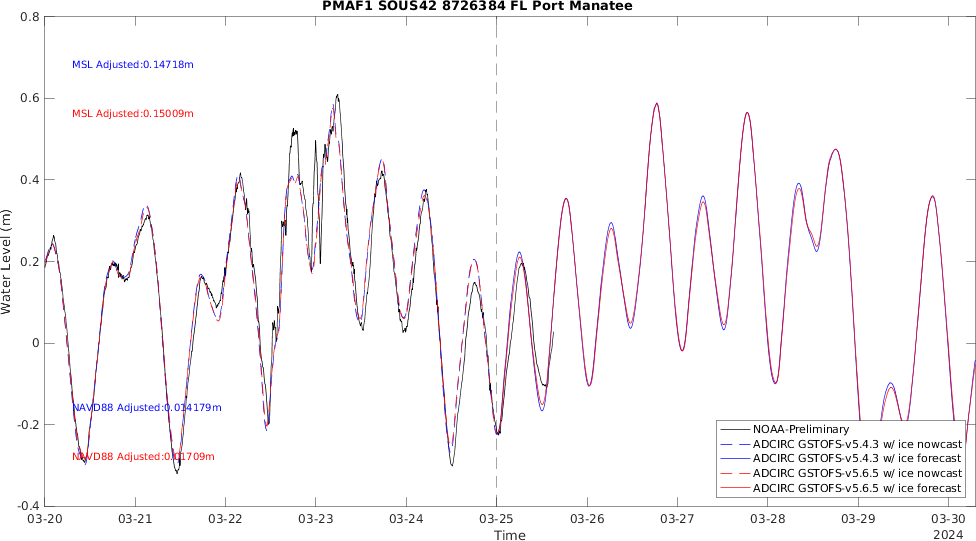 PMAF1 SOUS42 8726384 FL Port Manatee
0.8
0.6
0.4
0.2
0
-0.2
-0.4
Water Level (m)
MSL Adjusted:0.14718m
MSL Adjusted:0.15009m
NAVD88 Adjusted:0.014179m
NAVD88 Adjusted:0.01709m
NOAA-Preliminary
ADCIRC GSTOFS-v5.4.3 w/ ice nowcast
ADCIRC GSTOFS-v5.4.3 w/ ice forecast
ADCIRC GSTOFS-v5.6.5 w/ ice nowcast
ADCIRC GSTOFS-v5.6.5 w/ ice forecast
03-20 03-21 03-22 03-23 03-24 03-25 03-26 03-27 03-28 03-29 03-30
2024
Time